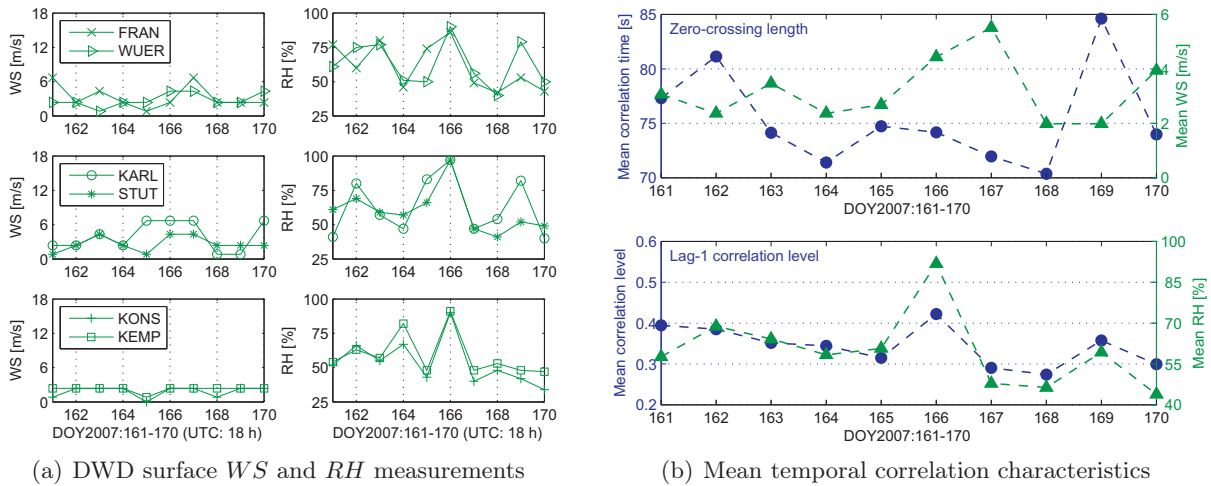 WS [m/s]
18
12
6
0
FRAN
WUER
162 164 166 168 170
RH [%]
100
75
50
25
162 164 166 168 170
WS [m/s]
18
12
6
0
KARL
STUT
162 164 166 168 170
RH [%]
100
75
50
25
162 164 166 168 170
WS [m/s]
18
12
6
0
KONS
KEMP
162 164 166 168 170
DOY2007:161-170 (UTC: 18 h)
RH [%]
100
75
50
25
162 164 166 168 170
DOY2007:161-170 (UTC: 18 h)
(a) DWD surface WS and RH measurements
Mean correlation time [s]
85
80
75
70
Zero-crossing length
6
4
2
0
Mean WS [m/s]
161 162 163 164 165 166 167 168 169 170
DOY2007:161-170
Mean correlation level
0.6
0.5
0.4
0.3
0.2
Lag-1 correlation level
100
85
70
55
40
Mean RH [%]
161 162 163 164 165 166 167 168 169 170
DOY2007:161-170
(b) Mean temporal correlation characteristics